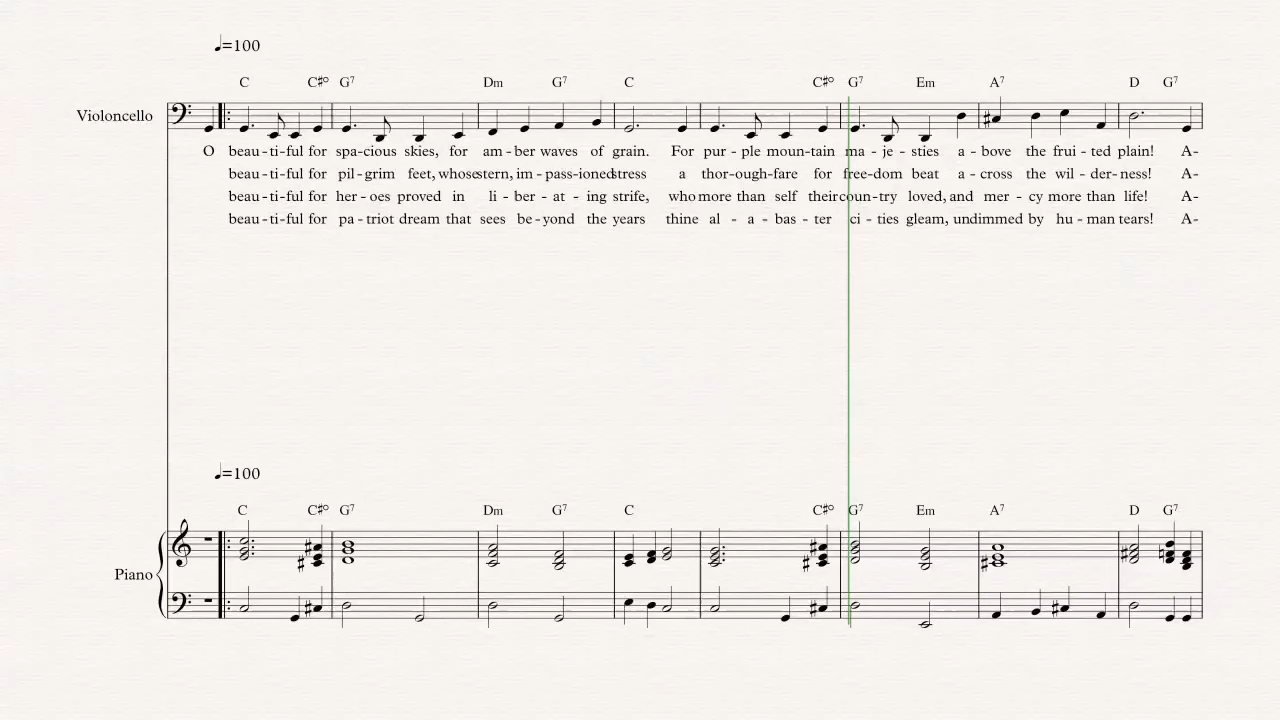 ♩=100
C C♯o G7 Dm G7 C C♯o G7 Em A7 D G7
Violoncello
O beau-ti-ful for spa-cious skies, for am-ber waves of grain. For pur-ple moun-tain ma-je-sties a-bove the frui-ted plain! A-
beau-ti-ful for pil-grim feet, whose stern, im-pass-ioned stress a thor-ough-fare for free-dom beat a-cross the wil-der-ness! A-
beau-ti-ful for her-oes proved in li-ber-at-ing strife, who more than self their coun-try loved, and mer-cy more than life! A-
beau-ti-ful for pa-triot dream that sees be-yond the years thine al-a-bas-ter ci-ties gleam, undimmed by hu-man tears! A-
♩=100
C C♯o G7 Dm G7 C C♯o G7 Em A7 D G7
Piano